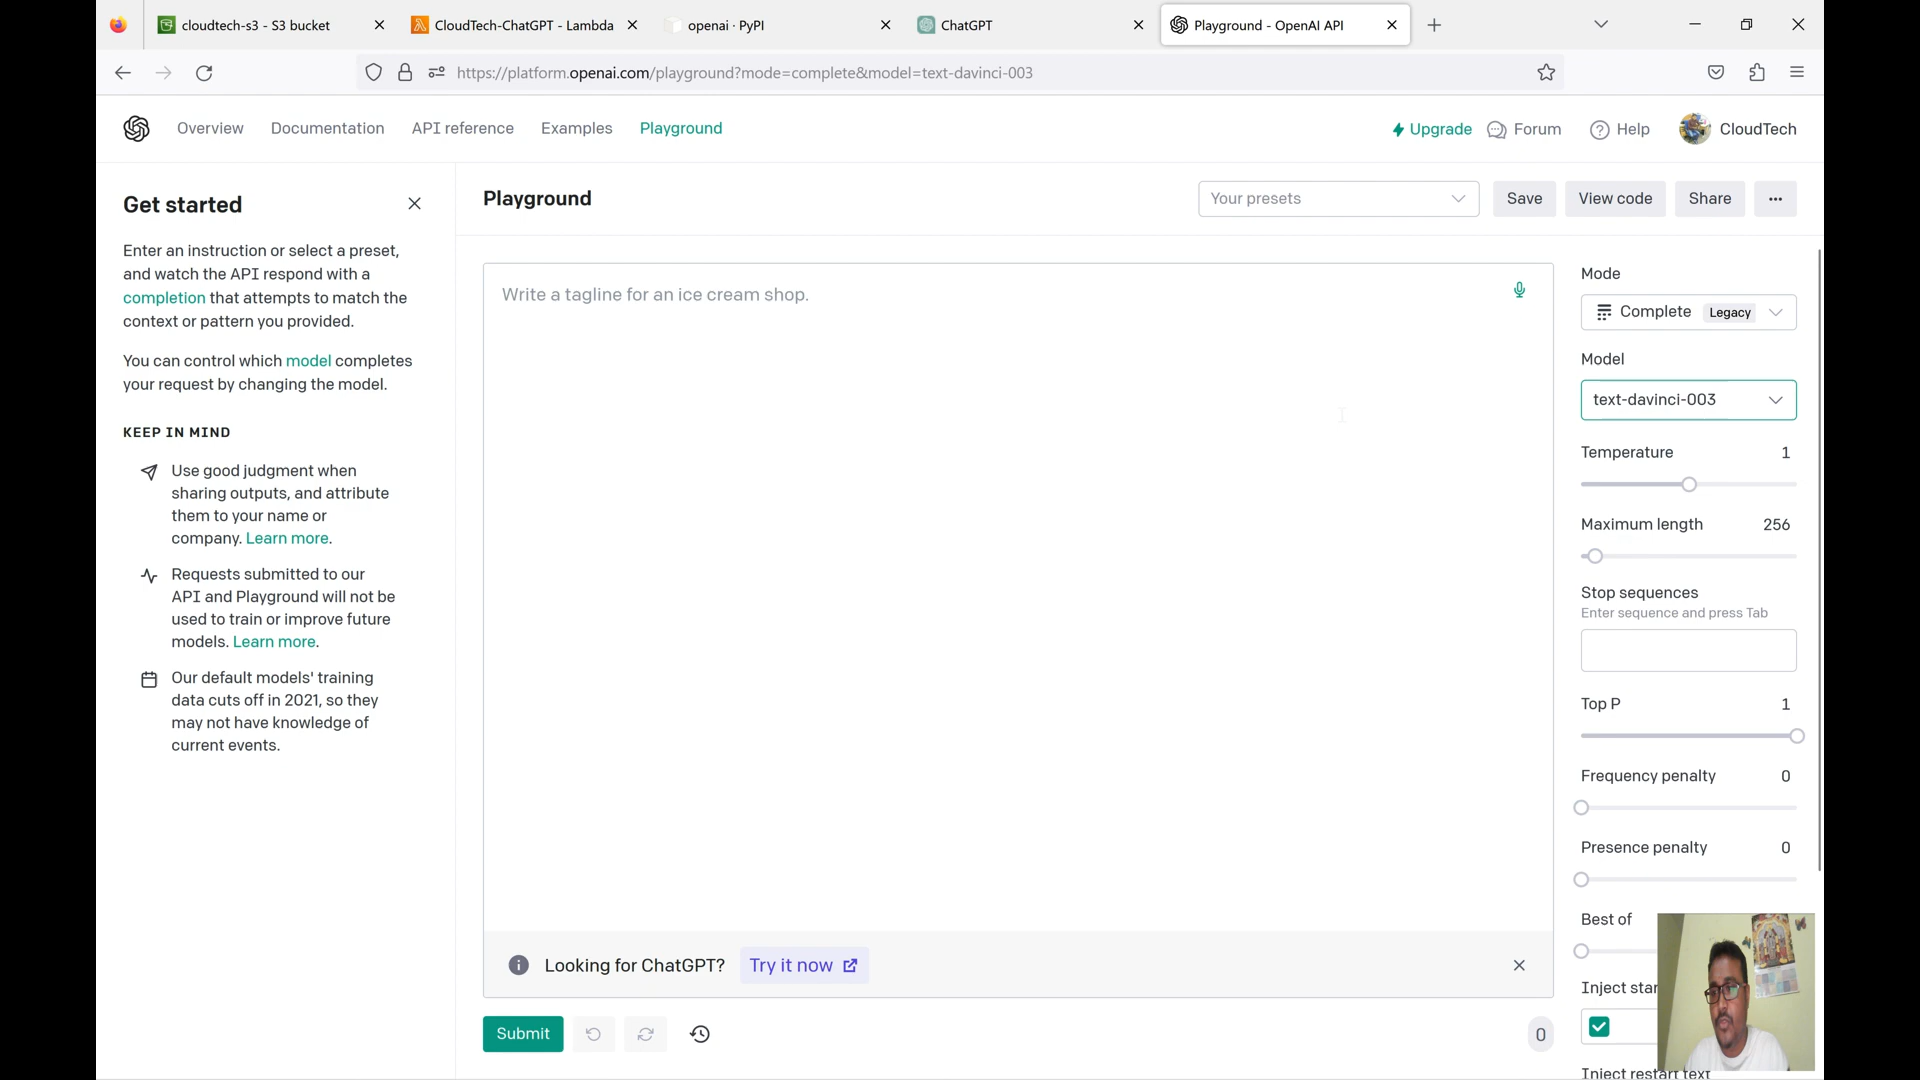 cloudtech-s3 - S3 bucket
CloudTech-ChatGPT - Lambda
openai · PyPI
ChatGPT
Playground - OpenAI API
https://platform.openai.com/playground?mode=complete&model=text-davinci-003
Overview
Documentation
API reference
Examples
Playground
Upgrade
Forum
Help
CloudTech
Get started
Enter an instruction or select a preset,
and watch the API respond with a
completion that attempts to match the
context or pattern you provided.
You can control which model completes
your request by changing the model.
KEEP IN MIND
Use good judgment when
sharing outputs, and attribute
them to your name or
company. Learn more.
Requests submitted to our
API and Playground will not be
used to train or improve future
models. Learn more.
Our default models' training
data cuts off in 2021, so they
may not have knowledge of
current events.
Playground
Your presets
Save
View code
Share
Write a tagline for an ice cream shop.
Looking for ChatGPT?
Try it now
Submit
0
Mode
Complete Legacy
Model
text-davinci-003
Temperature 1
Maximum length 256
Stop sequences
Enter sequence and press Tab
Top P 1
Frequency penalty 0
Presence penalty 0
Best of
Inject star
Inject restart text